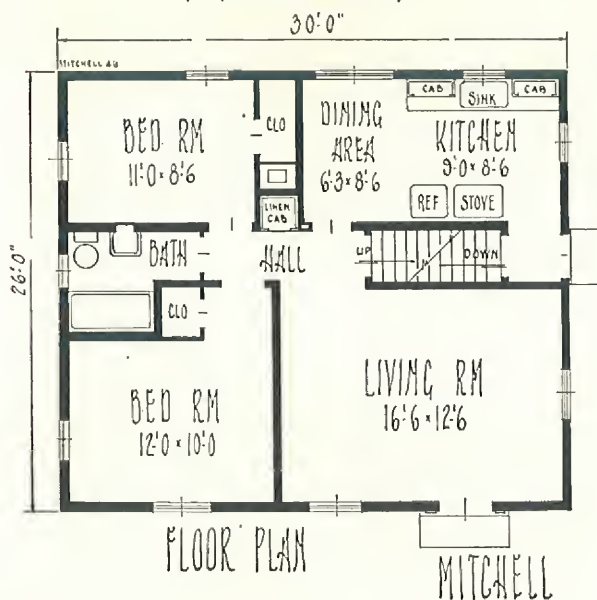 30'-0"
MITCHELL 4B
26'-0"
BED RM
11'0 x 8'6
CLO
LINEN
CAB
DINING
AREA
6'3 x 8'6
CAB
SINK
CAB
KITCHEN
9'0 x 8'6
REF
STOVE
BATH
HALL
UP
DOWN
CLO
BED RM
12'0 x 10'0
LIVING RM
16'6 x 12'6
FLOOR PLAN
MITCHELL